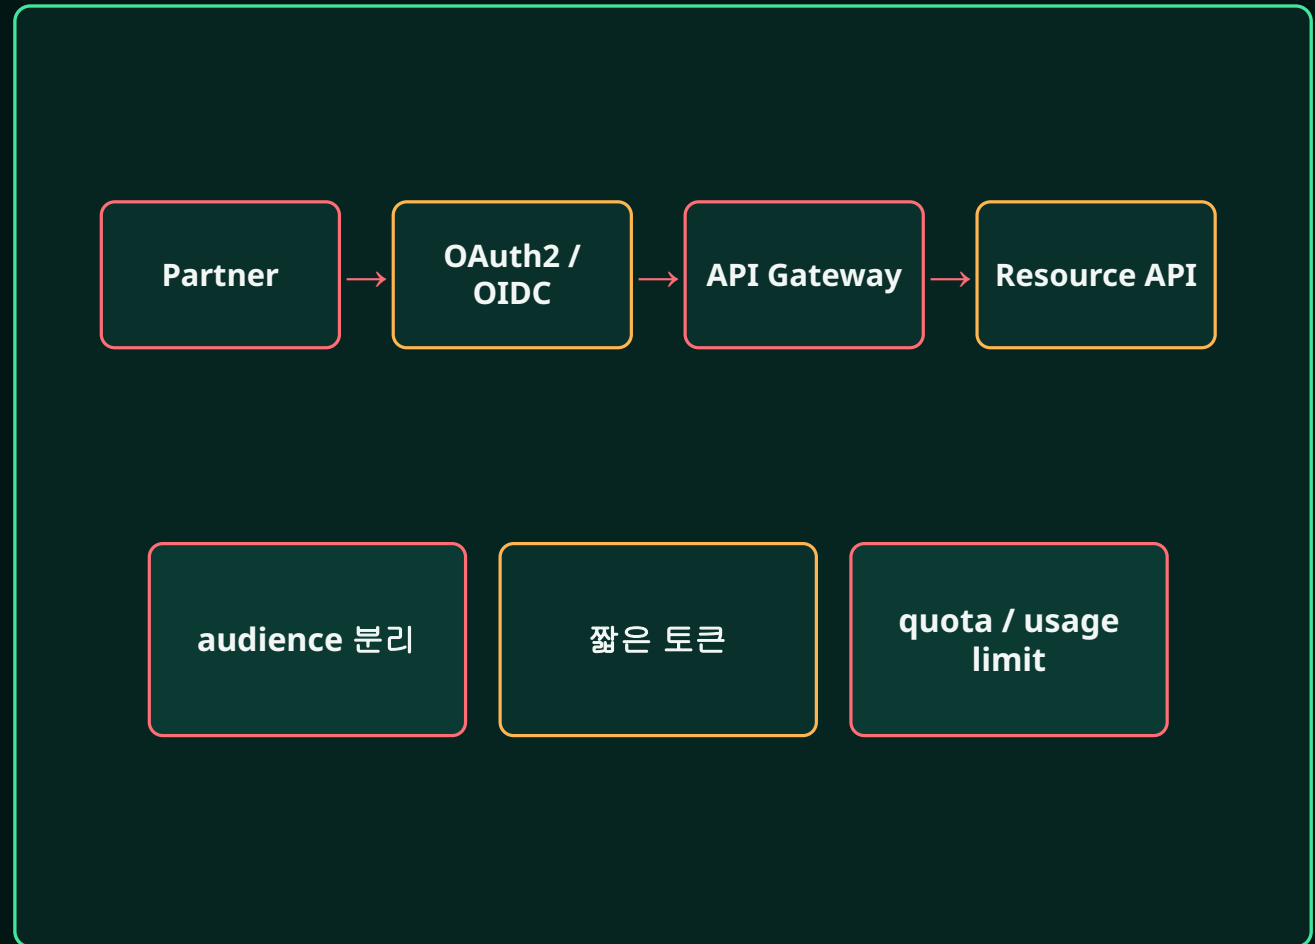 Partner
OAuth2 /
OIDC
API Gateway
Resource API
audience 분리
짧은 토큰
quota / usage
limit